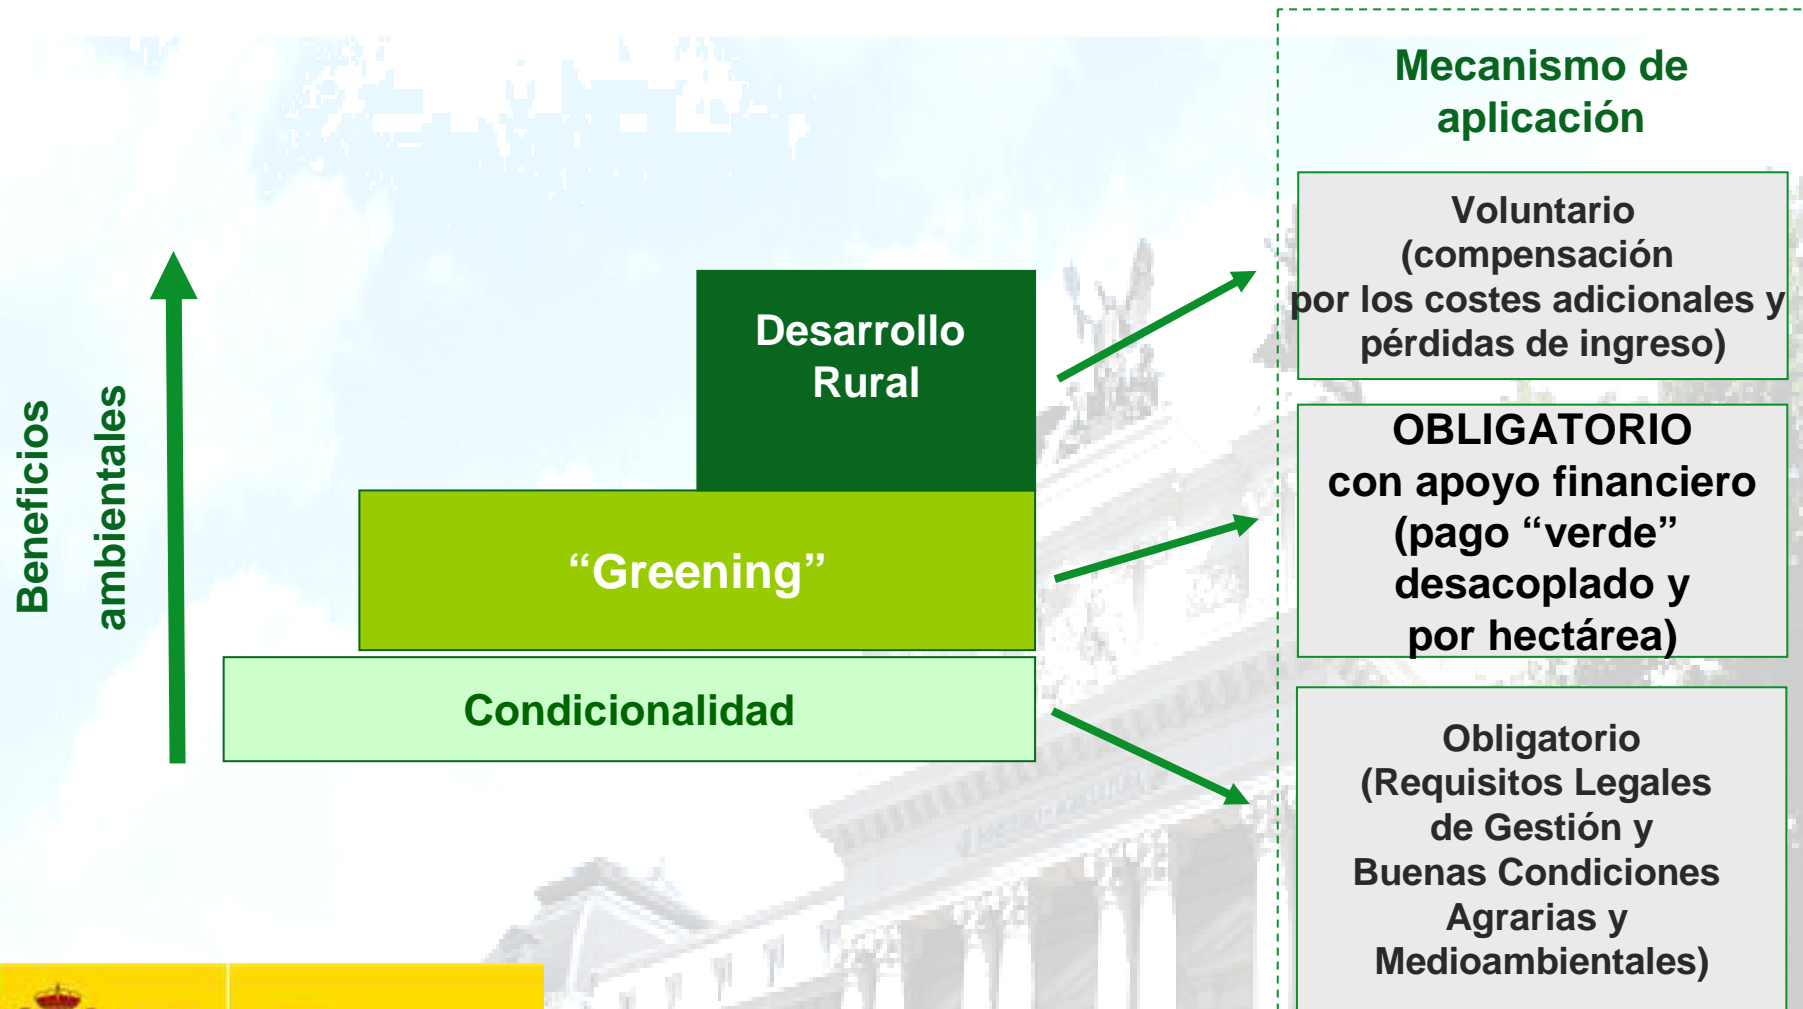 Mecanismo de
aplicación
Voluntario
(compensación
por los costes adicionales y
pérdidas de ingreso)
Desarrollo
Rural
Beneficios
ambientales
OBLIGATORIO
con apoyo financiero
(pago “verde”
desacoplado y
por hectárea)
“Greening”
Condicionalidad
Obligatorio
(Requisitos Legales
de Gestión y
Buenas Condiciones
Agrarias y
Medioambientales)